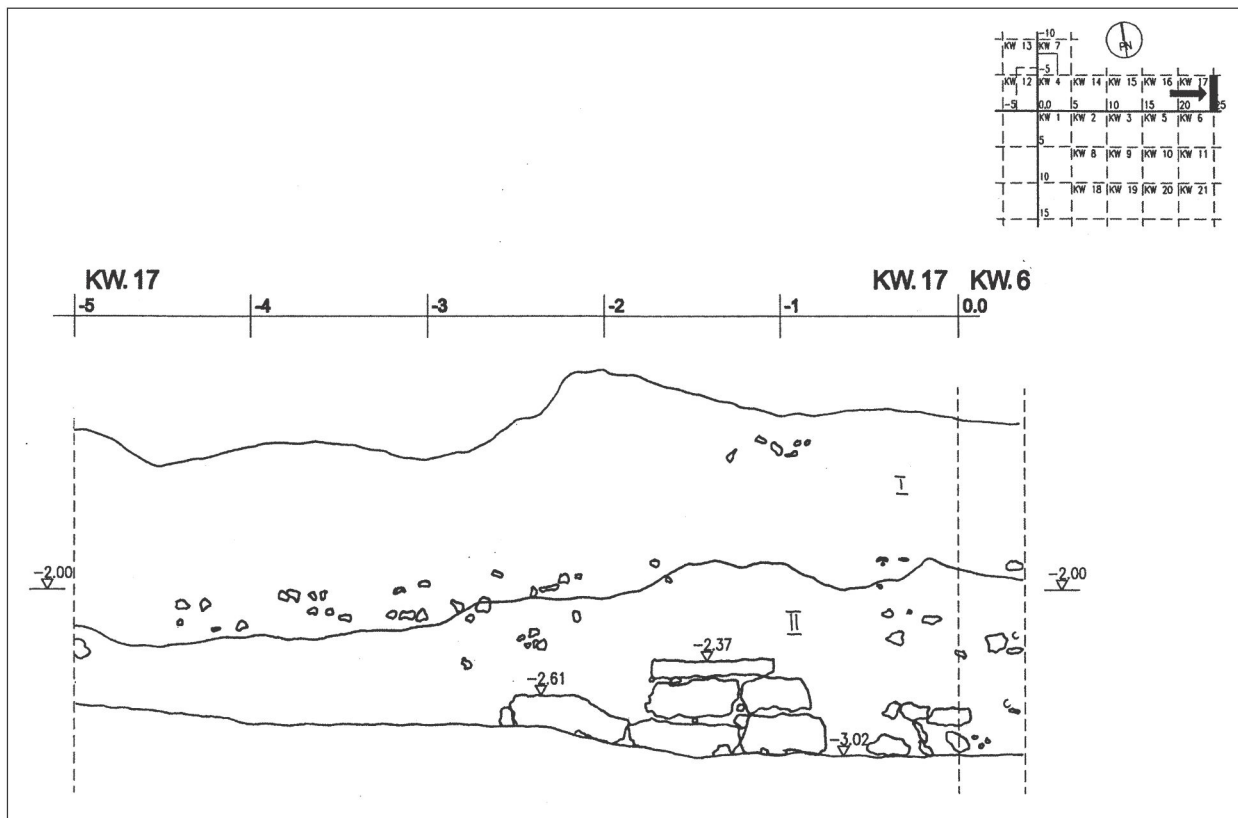 -10
KW 13 KW 7
PN
-5
KW 12 KW 4 KW 14 KW 15 KW 16 KW 17
-5 0.0 5 10 15 20 25
KW 1 KW 2 KW 3 KW 5 KW 6
5
KW 8 KW 9 KW 10 KW 11
10
KW 18 KW 19 KW 20 KW 21
15
KW. 17 KW. 17 KW. 6
-5 -4 -3 -2 -1 0.0
I
-2.00 -2.00
II
c
-2.37
-2.61
c
-3.02